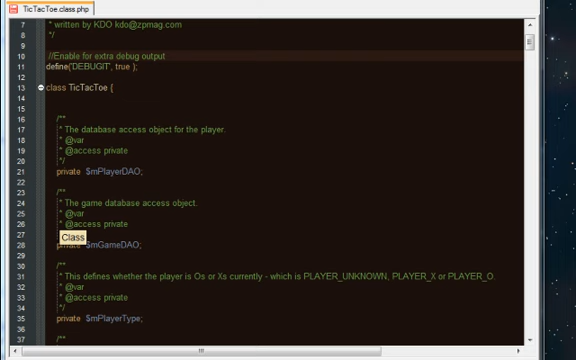 TicTacToe.class.php
7 * written by KDO kdo@zpmag.com
8 */
9
10 //Enable for extra debug output
11 define('DEBUGIT', true );
12
13 class TicTacToe {
14
15
16 /**
17 * The database access object for the player.
18 * @var
19 * @access private
20 */
21 private $mPlayerDAO;
22
23 /**
24 * The game database access object.
25 * @var
26 * @access private
27 Class
28 private $mGameDAO;
29
30 /**
31 * This defines whether the player is Os or Xs currently - which is PLAYER_UNKNOWN, PLAYER_X or PLAYER_O.
32 * @var
33 * @access private
34 */
35 private $mPlayerType;
36
37 /**